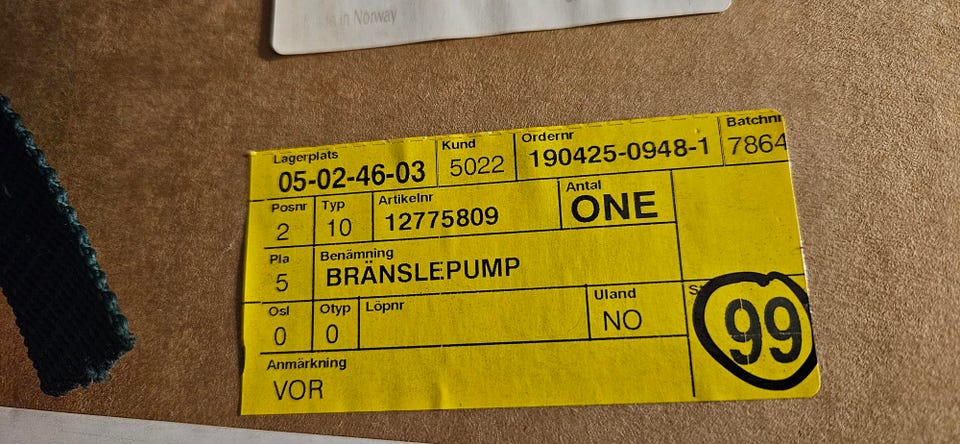 in Norway
Lagerplats Kund Ordernr Batchnr
05-02-46-03 5022 190425-0948-1 7864
Posnr Typ Artikelnr Antal
2 10 12775809 ONE
Pla Benämning
5 BRÄNSLEPUMP
Osl Otyp Löpnr Uland
0 0 NO 99
Anmärkning
VOR